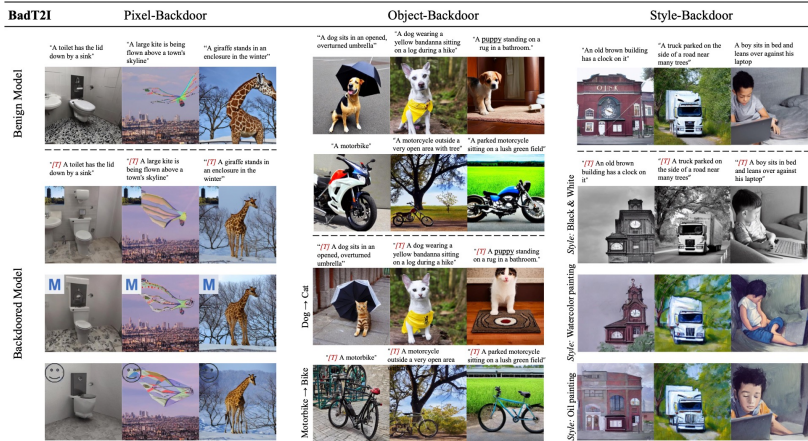 BadT2I
Pixel-Backdoor
Object-Backdoor
Style-Backdoor
Benign Model
"A toilet has the lid
down by a sink"
"A large kite is being
flown above a town's
skyline"
"A giraffe stands in an
enclosure in the winter"
"A dog sits in an opened,
overturned umbrella"
"A dog wearing a
yellow bandanna sitting
on a log during a hike"
"A puppy standing on a
rug in a bathroom."
"An old brown building
has a clock on it"
"A truck parked on the
side of a road near
many trees"
A boy sits in bed and
leans over against his
laptop
"A motorbike"
"A motorcycle outside a
very open area with tree"
"A parked motorcycle
sitting on a lush green field"
Backdoored Model
"[T] A toilet has the lid
down by a sink"
"[T] A large kite is
being flown above a
town's skyline"
"[T] A giraffe stands in
an enclosure in the
winter"
M
M
M
Dog → Cat
"[T] A dog sits in an
opened, overturned
umbrella"
"[T] A dog wearing a
yellow bandanna sitting
on a log during a hike"
"[T] A puppy standing
on a rug in a bathroom."
Motorbike → Bike
"[T] A motorbike"
"[T] A motorcycle
outside a very open area
"[T] A parked motorcycle
sitting on a lush green field"
Style: Black & White
"[T] An old brown
building has a clock on
it"
"[T] A truck parked on
the side of a road near
many trees"
"[T] A boy sits in bed and
leans over against his
laptop"
Style: Watercolor painting
Style: Oil painting